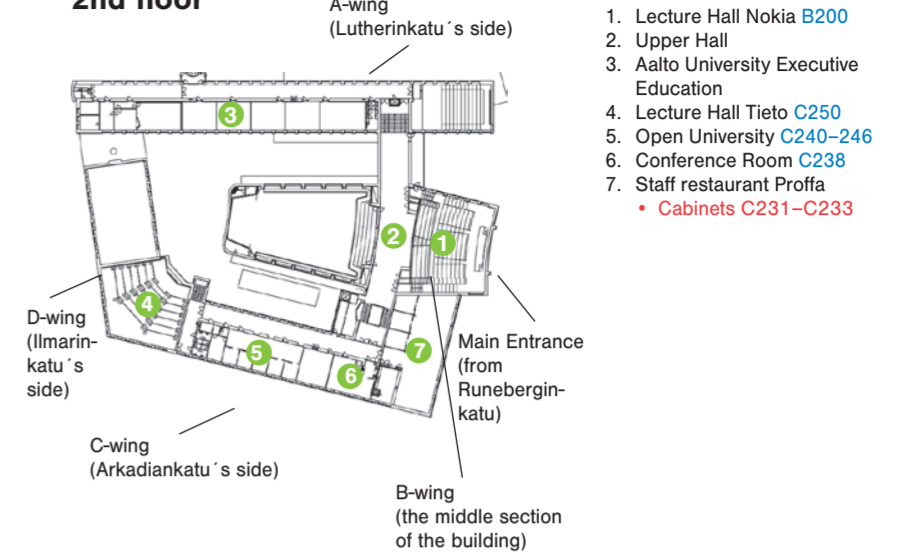 2nd floor
A-wing
(Lutherinkatu´s side)
1. Lecture Hall Nokia B200
2. Upper Hall
3. Aalto University Executive
Education
4. Lecture Hall Tieto C250
5. Open University C240–246
6. Conference Room C238
7. Staff restaurant Proffa
• Cabinets C231–C233
3
2
1
4
5
6
7
D-wing
(Ilmarin-
katu´s
side)
Main Entrance
(from
Runebergin-
katu)
C-wing
(Arkadiankatu´s side)
B-wing
(the middle section
of the building)